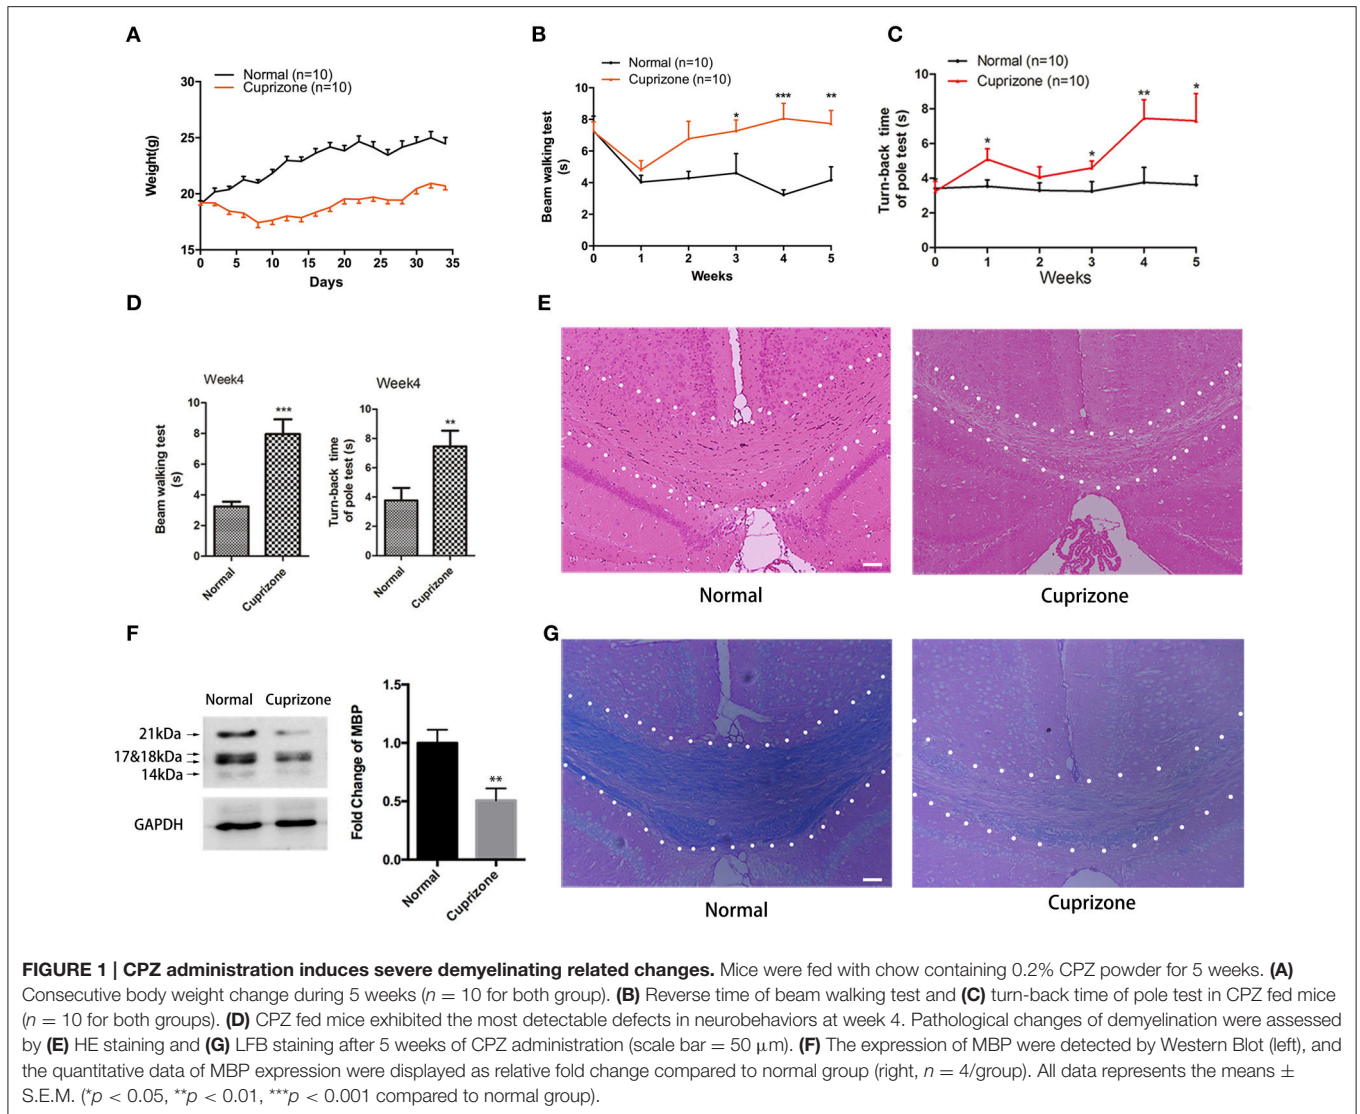 A
Normal (n=10)
Cuprizone (n=10)
30
25
20
15
Weight(g)
0 5 10 15 20 25 30 35
Days
B
Normal (n=10)
Cuprizone (n=10)
10
8
6
4
2
0
Beam walking test
(s)
* *** **
0 1 2 3 4 5
Weeks
C
Normal (n=10)
Cuprizone (n=10)
10
8
6
4
2
0
Turn-back time
of pole test (s)
* * ** *
0 1 2 3 4 5
Weeks
D
Week4
10
8
6
4
2
0
Beam walking test
(s)
***
Normal
Cuprizone
Week4
10
8
6
4
2
0
Turn-back time
of pole test (s)
**
Normal
Cuprizone
E
Normal
Cuprizone
F
Normal Cuprizone
21kDa
17&18kDa
14kDa
GAPDH
1.5
1.0
0.5
0.0
Fold Change of MBP
**
Normal
Cuprizone
G
Normal
Cuprizone
FIGURE 1 | CPZ administration induces severe demyelinating related changes. Mice were fed with chow containing 0.2% CPZ powder for 5 weeks. (A)
Consecutive body weight change during 5 weeks (n = 10 for both group). (B) Reverse time of beam walking test and (C) turn-back time of pole test in CPZ fed mice
(n = 10 for both groups). (D) CPZ fed mice exhibited the most detectable defects in neurobehaviors at week 4. Pathological changes of demyelination were assessed
by (E) HE staining and (G) LFB staining after 5 weeks of CPZ administration (scale bar = 50 μm). (F) The expression of MBP were detected by Western Blot (left), and
the quantitative data of MBP expression were displayed as relative fold change compared to normal group (right, n = 4/group). All data represents the means ±
S.E.M. (*p < 0.05, **p < 0.01, ***p < 0.001 compared to normal group).